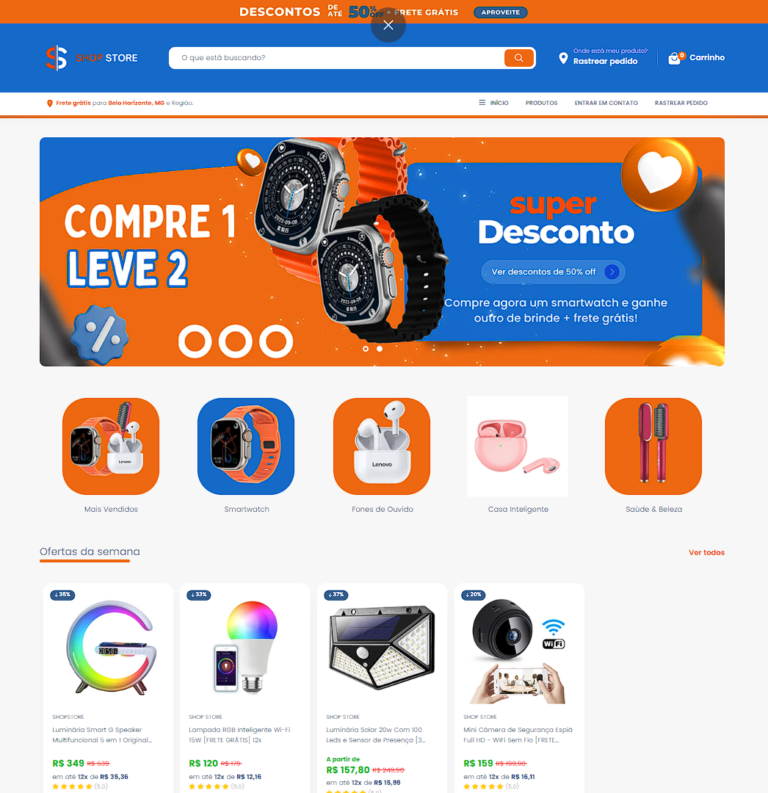 DESCONTOS DE ATÉ 50% OFF + FRETE GRÁTIS APROVEITE
SHOP STORE
O que está buscando?
Onde está meu produto?
Rastrear pedido
0
Carrinho
Frete grátis para Belo Horizonte, MG e Região.
INÍCIO PRODUTOS ENTRAR EM CONTATO RASTREAR PEDIDO
COMPRE 1
LEVE 2
super
Desconto
Ver descontos de 50% off
Compre agora um smartwatch e ganhe
outro de brinde + frete grátis!
Lenovo
Lenovo
Mais Vendidos
Smartwatch
Fones de Ouvido
Casa Inteligente
Saúde & Beleza
Ofertas da semana
Ver todos
↓ 36%
↓ 33%
↓ 37%
↓ 20%
WiFi
SHOPSTORE
Luminária Smart G Speaker
Multifuncional 5 em 1 Original...
R$ 349 R$ 539
em até 12x de R$ 35,36
(5.0)
SHOP STORE
Lampada RGB Inteligente Wi-Fi
15W [FRETE GRÁTIS] 12x
R$ 120 R$ 179
em até 12x de R$ 12,16
(5.0)
SHOP STORE
Luminária Solar 20w Com 100
Leds e Sensor de Presença [3...
A partir de
R$ 157,80 R$ 249,90
em até 12x de R$ 15,99
(5.0)
SHOP STORE
Mini Câmera de Segurança Espiã
Full HD - WiFi Sem Fio [FRETE...
R$ 159 R$ 199,90
em até 12x de R$ 16,11
(5.0)